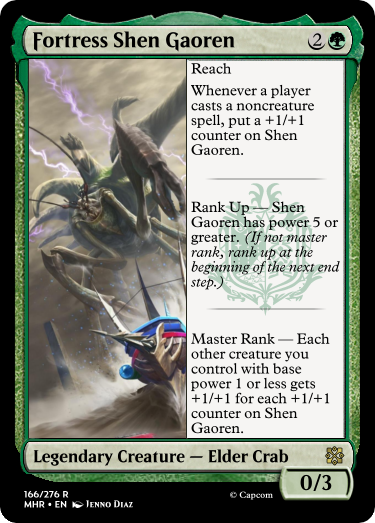 Fortress Shen Gaoren 2
Reach
Whenever a player
casts a noncreature
spell, put a +1/+1
counter on Shen
Gaoren.
Rank Up — Shen
Gaoren has power 5 or
greater. (If not master
rank, rank up at the
beginning of the next end
step.)
Master Rank — Each
other creature you
control with base
power 1 or less gets
+1/+1 for each +1/+1
counter on Shen
Gaoren.
Legendary Creature — Elder Crab
0/3
166/276 R
MHR • EN Jenno Diaz
© Capcom